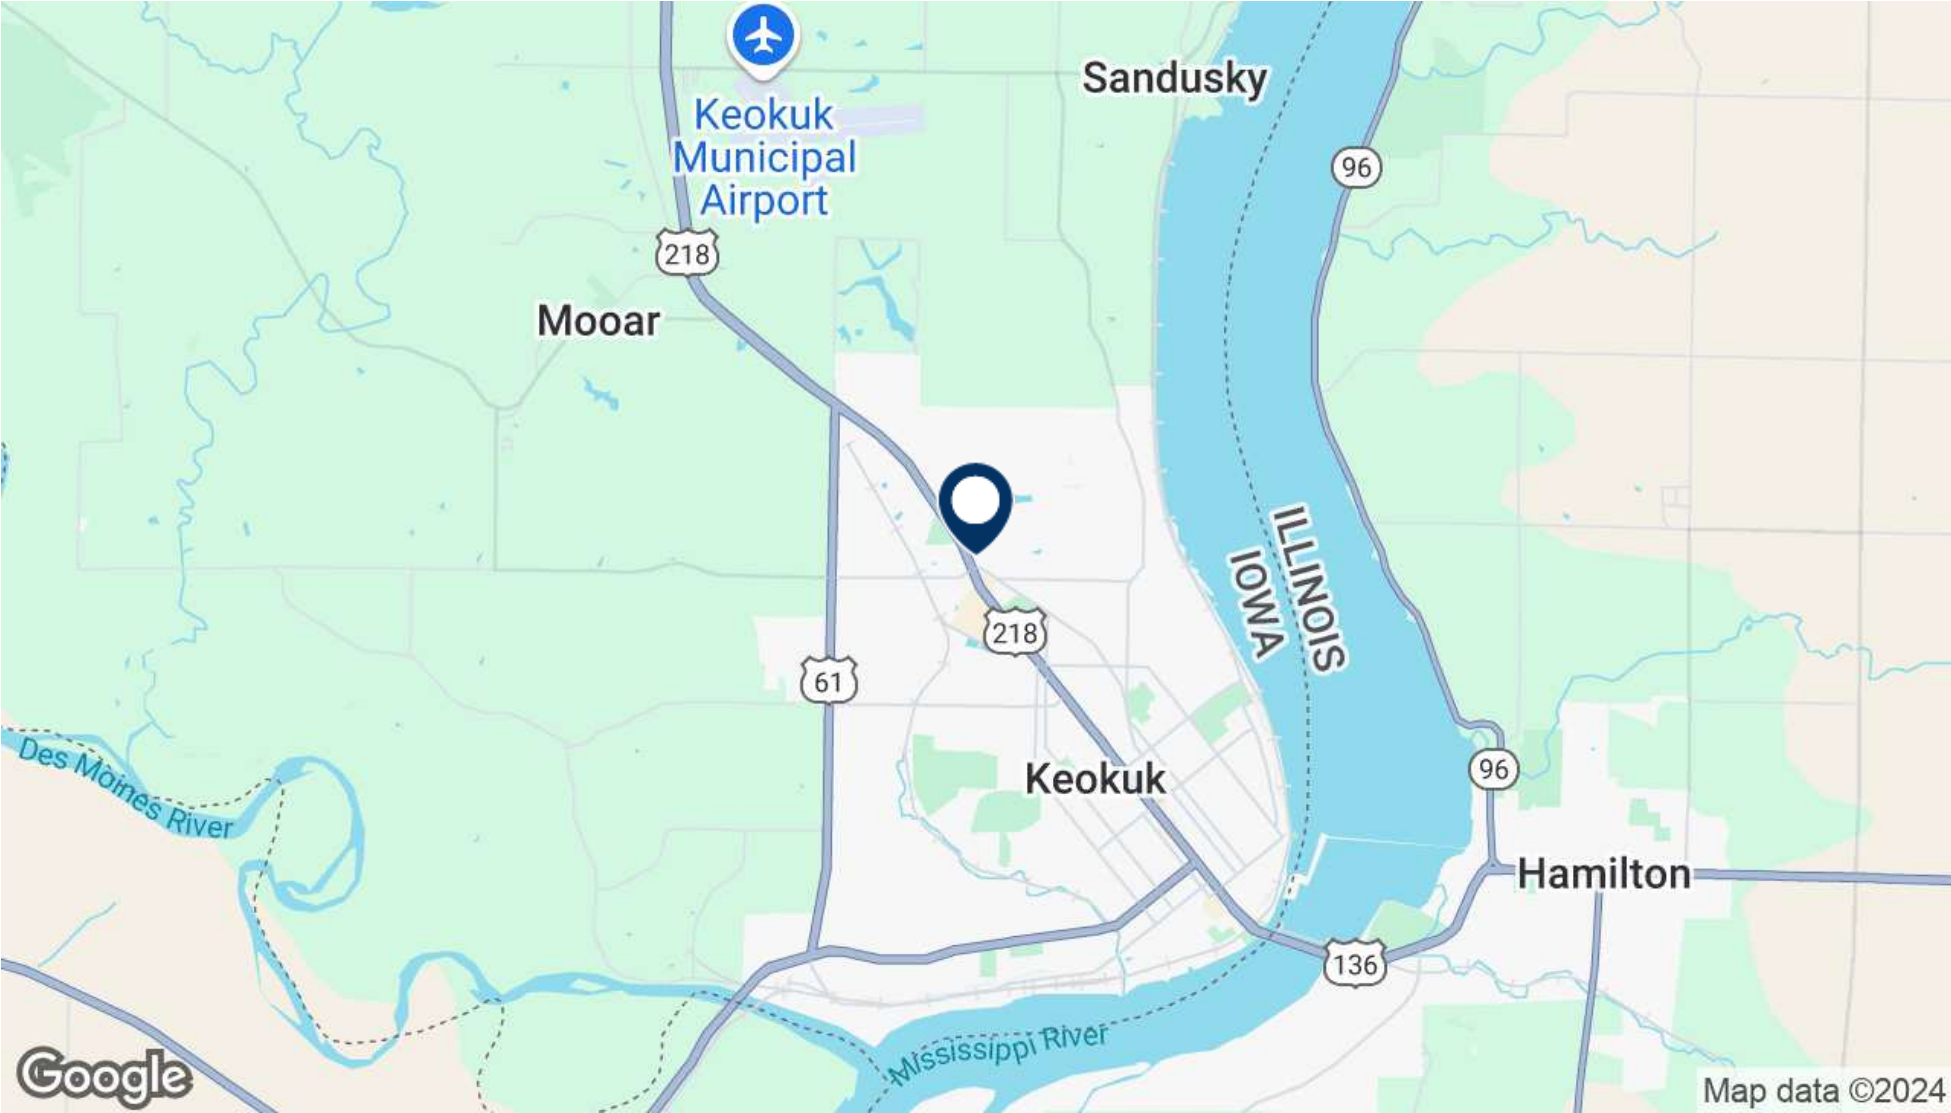 Sandusky
Keokuk
Municipal
Airport
96
218
Mooar
ILLINOIS
IOWA
218
61
Des Moines River
Keokuk
96
Hamilton
136
Mississippi River
Google
Map data ©2024